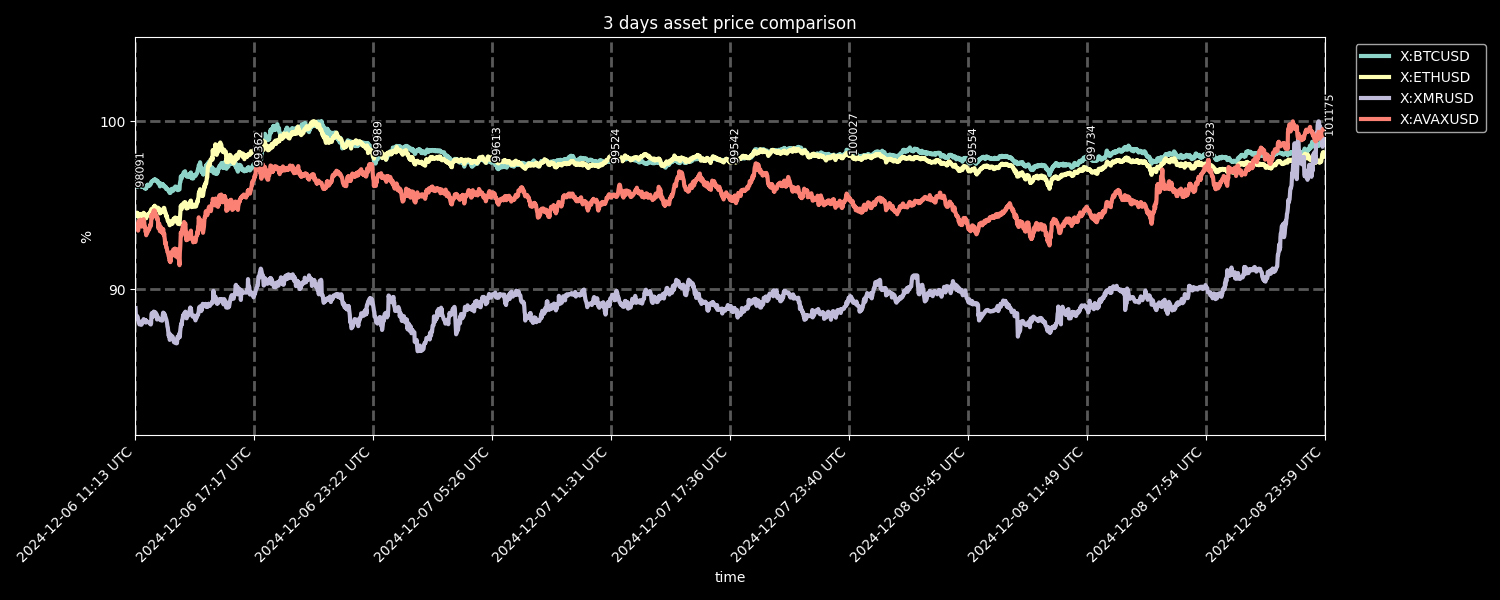 3 days asset price comparison
X:BTCUSD
X:ETHUSD
X:XMRUSD
X:AVAXUSD
100
90
%
98091
99362
99989
99613
99524
99542
100027
99554
99734
99923
101175
2024-12-06 11:13 UTC
2024-12-06 17:17 UTC
2024-12-06 23:22 UTC
2024-12-07 05:26 UTC
2024-12-07 11:31 UTC
2024-12-07 17:36 UTC
2024-12-07 23:40 UTC
2024-12-08 05:45 UTC
2024-12-08 11:49 UTC
2024-12-08 17:54 UTC
2024-12-08 23:59 UTC
time